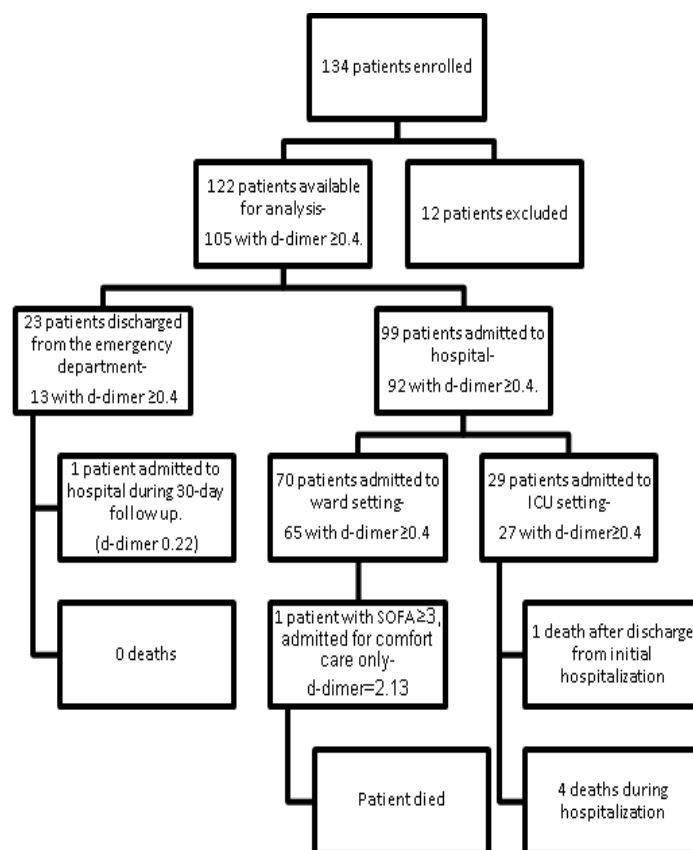 134 patients enrolled
122 patients available
for analysis-
105 with d-dimer ≥0.4.
12 patients excluded
23 patients discharged
from the emergency
department-
13 with d-dimer ≥0.4
99 patients admitted to
hospital-
92 with d-dimer ≥0.4.
1 patient admitted to
hospital during 30-day
follow up.
(d-dimer 0.22)
70 patients admitted to
ward setting-
65 with d-dimer ≥0.4
29 patients admitted to
ICU setting-
27 with d-dimer≥0.4
0 deaths
1 patient with SOFA≥3,
admitted for comfort
care only-
d-dimer=2.13
1 death after discharge
from initial
hospitalization
Patient died
4 deaths during
hospitalization